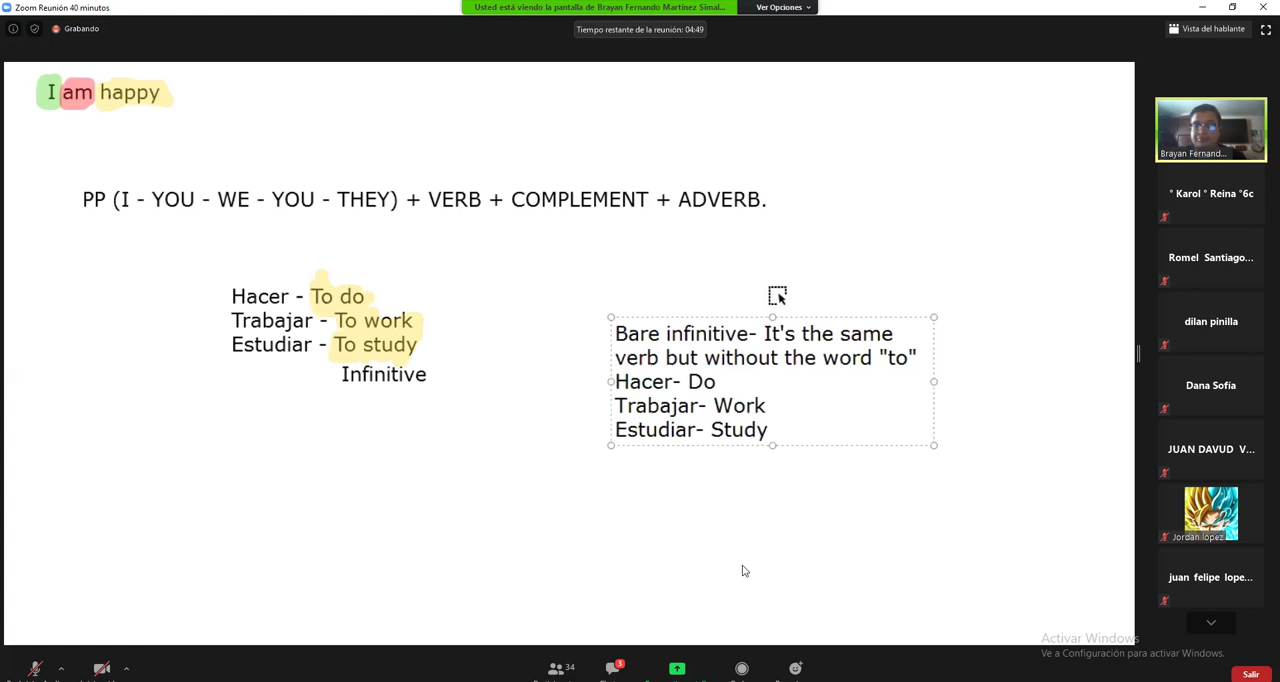 Zoom Reunión 40 minutos
Usted está viendo la pantalla de Brayan Fernando Martinez Simal...
Ver Opciones
Grabando
Tiempo restante de la reunión: 04:49
Vista del hablante
I am happy
PP (I - YOU - WE - YOU - THEY) + VERB + COMPLEMENT + ADVERB.
Hacer - To do
Trabajar - To work
Estudiar - To study
Infinitive
Bare infinitive- It's the same
verb but without the word "to"
Hacer- Do
Trabajar- Work
Estudiar- Study
Brayan Fernand...
° Karol ° Reina °6c
Romel Santiago...
dilan pinilla
Dana Sofía
JUAN DAVUD V...
Jordan lopez
juan felipe lope...
Activar Windows
Ve a Configuración para activar Windows.
34
3
Salir